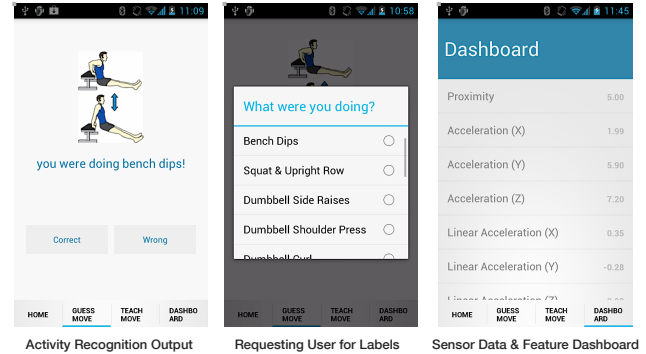 11:09
you were doing bench dips!
Correct
Wrong
HOME
GUESS
MOVE
TEACH
MOVE
DASHBO
ARD
Activity Recognition Output
10:58
What were you doing?
Bench Dips
Squat & Upright Row
Dumbbell Side Raises
Dumbbell Shoulder Press
Dumbbell Curl
HOME
GUESS
MOVE
TEACH
MOVE
DASHBO
ARD
Requesting User for Labels
11:45
Dashboard
Proximity 5.00
Acceleration (X) 1.99
Acceleration (Y) 5.90
Acceleration (Z) 7.20
Linear Acceleration (X) 0.35
Linear Acceleration (Y) -0.28
Linear Acceleration (Z)
HOME
GUESS
MOVE
TEACH
MOVE
DASHBO
ARD
Sensor Data & Feature Dashboard